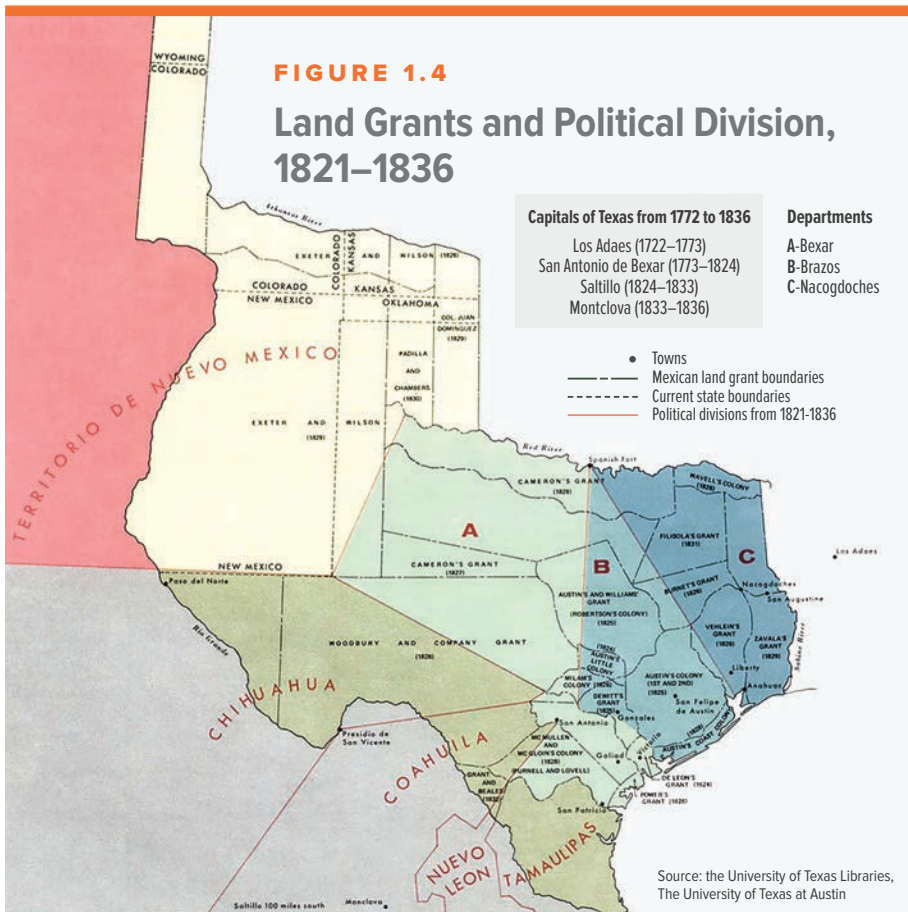 WYOMING
COLORADO
FIGURE 1.4
Land Grants and Political Division,
1821–1836
Capitals of Texas from 1772 to 1836
Los Adaes (1722–1773)
San Antonio de Bexar (1773–1824)
Saltillo (1824–1833)
Montclova (1833–1836)
Departments
A-Bexar
B-Brazos
C-Nacogdoches
Towns
Mexican land grant boundaries
Current state boundaries
Political divisions from 1821-1836
Arkansas River
EXETER AND WILSON (1826)
COLORADO
KANSAS
COLORADO
NEW MEXICO
KANSAS
OKLAHOMA
COL. JUAN
DOMINGUEZ
(1829)
TERRITORIO DE NUEVO MEXICO
PADILLA
AND
CHAMBERS
(1830)
EXETER AND WILSON
(1828)
Red River
Spanish Fort
CAMERON'S GRANT
(1828)
WAVELL'S COLONY
(1826)
A
FILISOLA'S GRANT
(1831)
C
Los Adaes
B
CAMERON'S GRANT
(1827)
NEW MEXICO
Paso del Norte
BURNET'S GRANT
(1826)
Nacogdoches
San Augustine
AUSTIN'S AND WILLIAMS'
GRANT
(ROBERTSON'S COLONY)
(1825)
VEHLEIN'S
GRANT
(1826)
ZAVALA'S
GRANT
(1829)
Sabine River
Rio Grande
WOODBURY AND COMPANY GRANT
(1826)
AUSTIN'S
LITTLE
COLONY
MILAM'S COLONY (1826)
AUSTIN'S COLONY
(1ST AND 2ND)
(1825)
Liberty
Anahuac
CHIHUAHUA
DEWITT'S
GRANT
(1825)
San Felipe
de Austin
Gonzales
San Antonio
AUSTIN'S COAST COLONY
Presidio de
San Vicente
COAHUILA
MC MULLEN
AND
MC GLOIN'S COLONY
(1828)
(PURNELL AND LOVELL)
Goliad
Victoria
GRANT
AND
BEALES
(1832)
DE LEON'S
GRANT (1824)
POWER'S
GRANT (1826)
San Patricio
NUEVO
LEON
TAMAULIPAS
Saltillo 100 miles south
Monclova
Source: the University of Texas Libraries,
The University of Texas at Austin